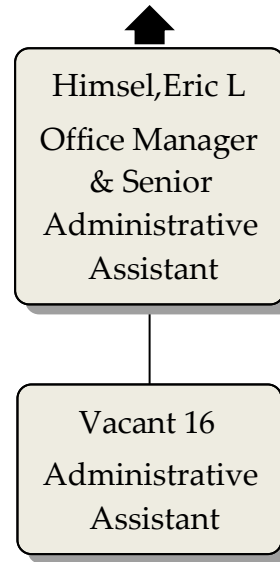 Himsel,Eric L
Office Manager
& Senior
Administrative
Assistant
Vacant 16
Administrative
Assistant